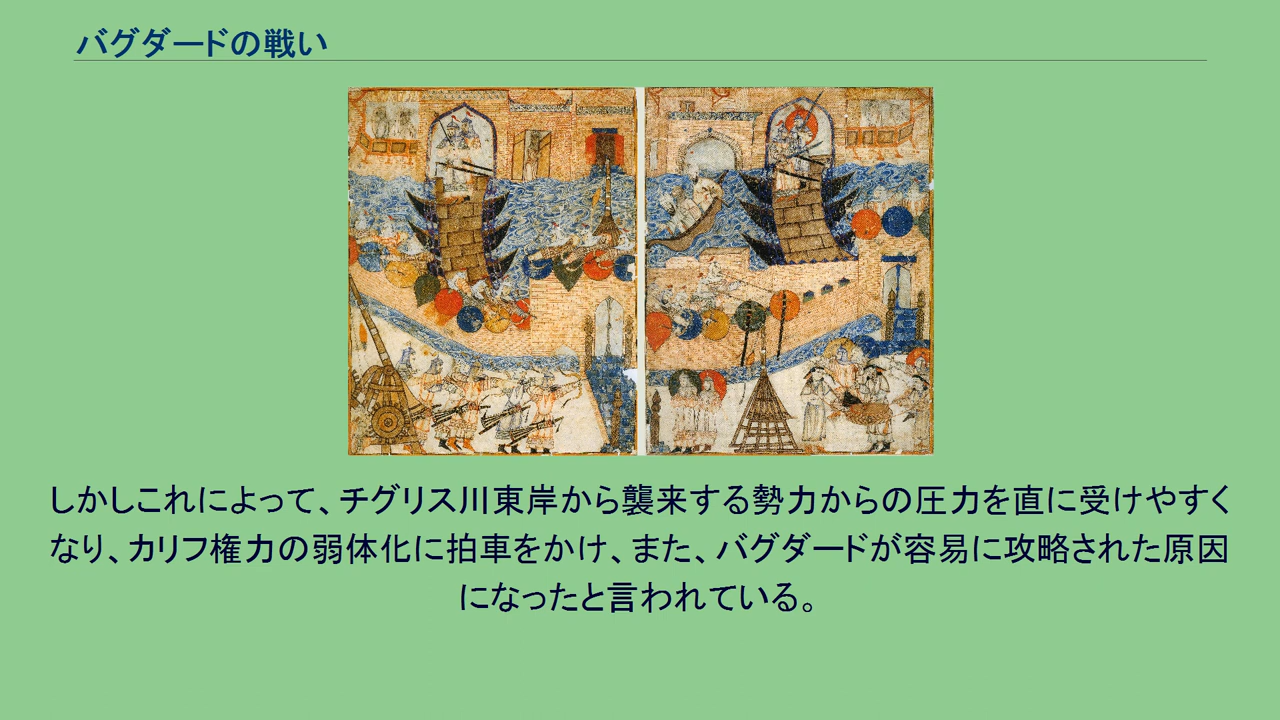 バグダードの戦い
しかしこれによって、チグリス川東岸から襲来する勢力からの圧力を直に受けやすく
なり、カリフ権力の弱体化に拍車をかけ、また、バグダードが容易に攻略された原因
になったと言われている。